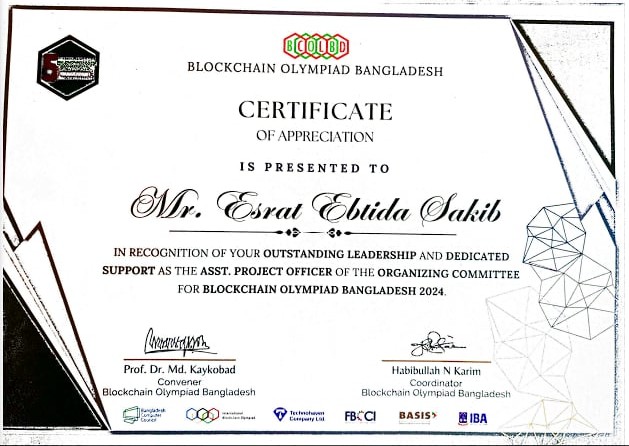 BCOLBD
BLOCKCHAIN OLYMPIAD BANGLADESH
5
CERTIFICATE
OF APPRECIATION
IS PRESENTED TO
Mr. Esrat Ebtida Sakib
IN RECOGNITION OF YOUR OUTSTANDING LEADERSHIP AND DEDICATED
SUPPORT AS THE ASST. PROJECT OFFICER OF THE ORGANIZING COMMITTEE
FOR BLOCKCHAIN OLYMPIAD BANGLADESH 2024.
Prof. Dr. Md. Kaykobad
Convener
Blockchain Olympiad Bangladesh
Habibullah N Karim
Coordinator
Blockchain Olympiad Bangladesh
Bangladesh
Computer
Council
International
Blockchain Olympiad
Technohaven
Company Ltd.
FBCCI
BASIS
IBA